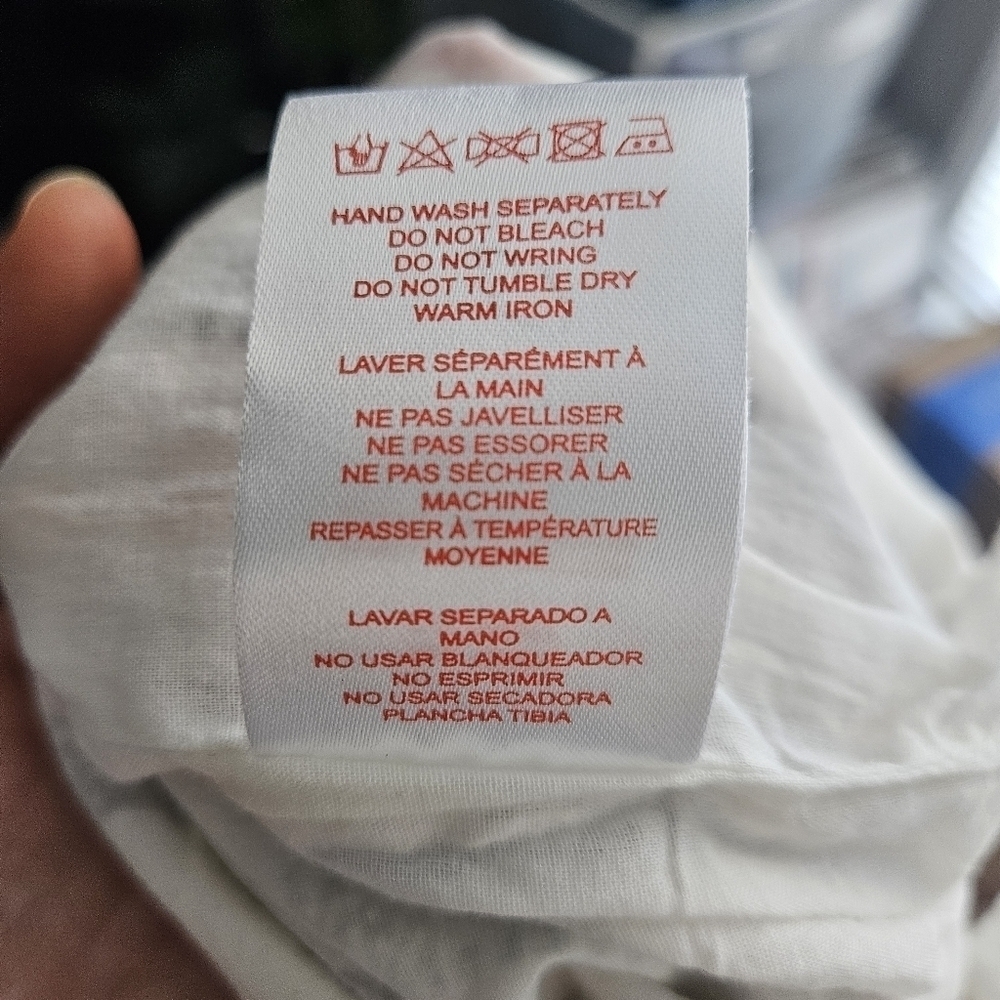 HAND WASH SEPARATELY
DO NOT BLEACH
DO NOT WRING
DO NOT TUMBLE DRY
WARM IRON
LAVER SÉPARÉMENT À
LA MAIN
NE PAS JAVELLISER
NE PAS ESSORER
NE PAS SÉCHER À LA
MACHINE
REPASSER À TEMPÉRATURE
MOYENNE
LAVAR SEPARADO A
MANO
NO USAR BLANQUEADOR
NO ESPRIMIR
NO USAR SECADORA
PLANCHA TIBIA